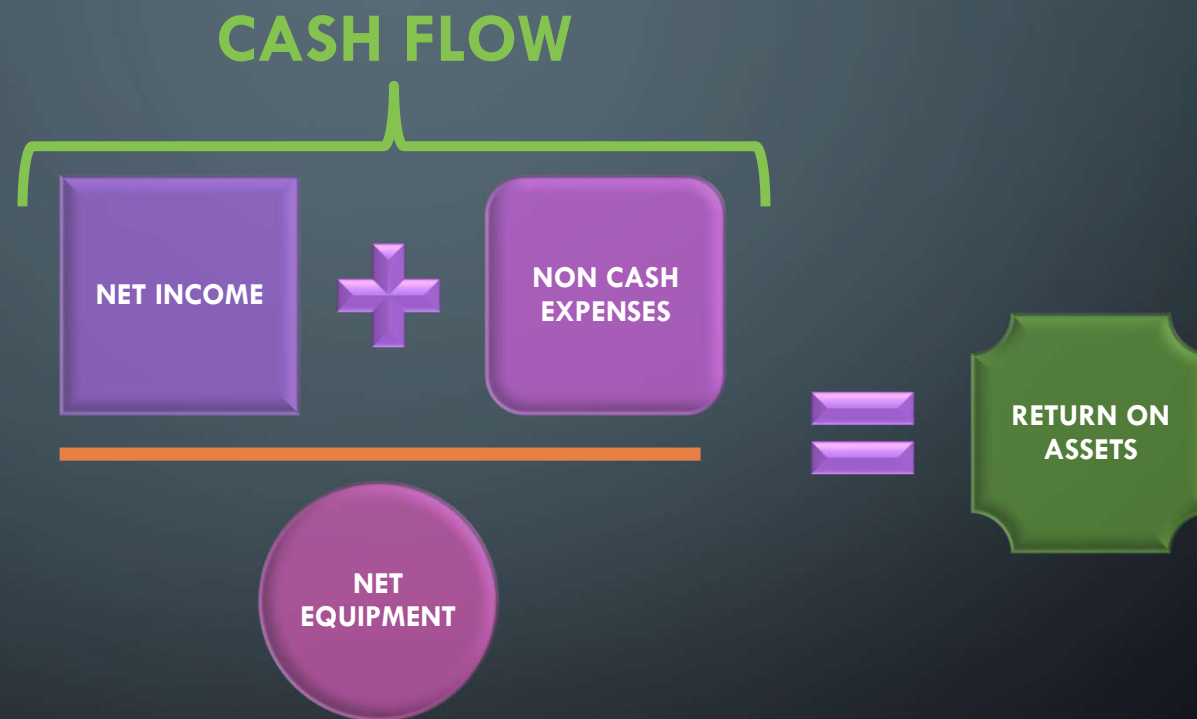 CASH FLOW
NET INCOME
NON CASH
EXPENSES
RETURN ON
ASSETS
NET
EQUIPMENT